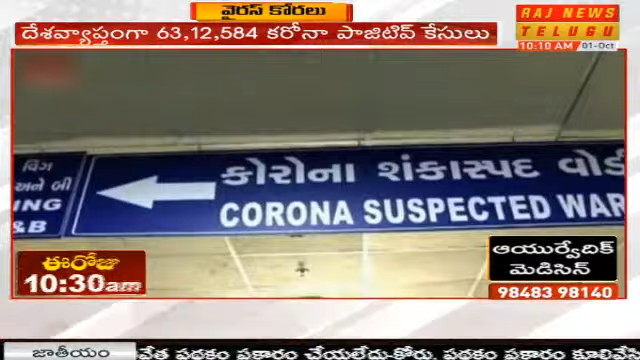 వైరస్ కోరలు
దేశవ్యాప్తంగా 63,12,584 కరోనా పాజిటివ్ కేసులు
RAJ NEWS
TELUGU
10:10 AM 01-Oct
વિંગ
અને બી
ING
& B
કોરોના શંકાસ્પદ વોર્ડ
CORONA SUSPECTED WAR
ఈరోజు
10:30am
ఆయుర్వేదిక్
మెడిసిన్
98483 98140
జాతీయం
వేత పథకం ప్రకారం చేయలేదు-కోర్టు, పథకం ప్రకారం కూల్చివే